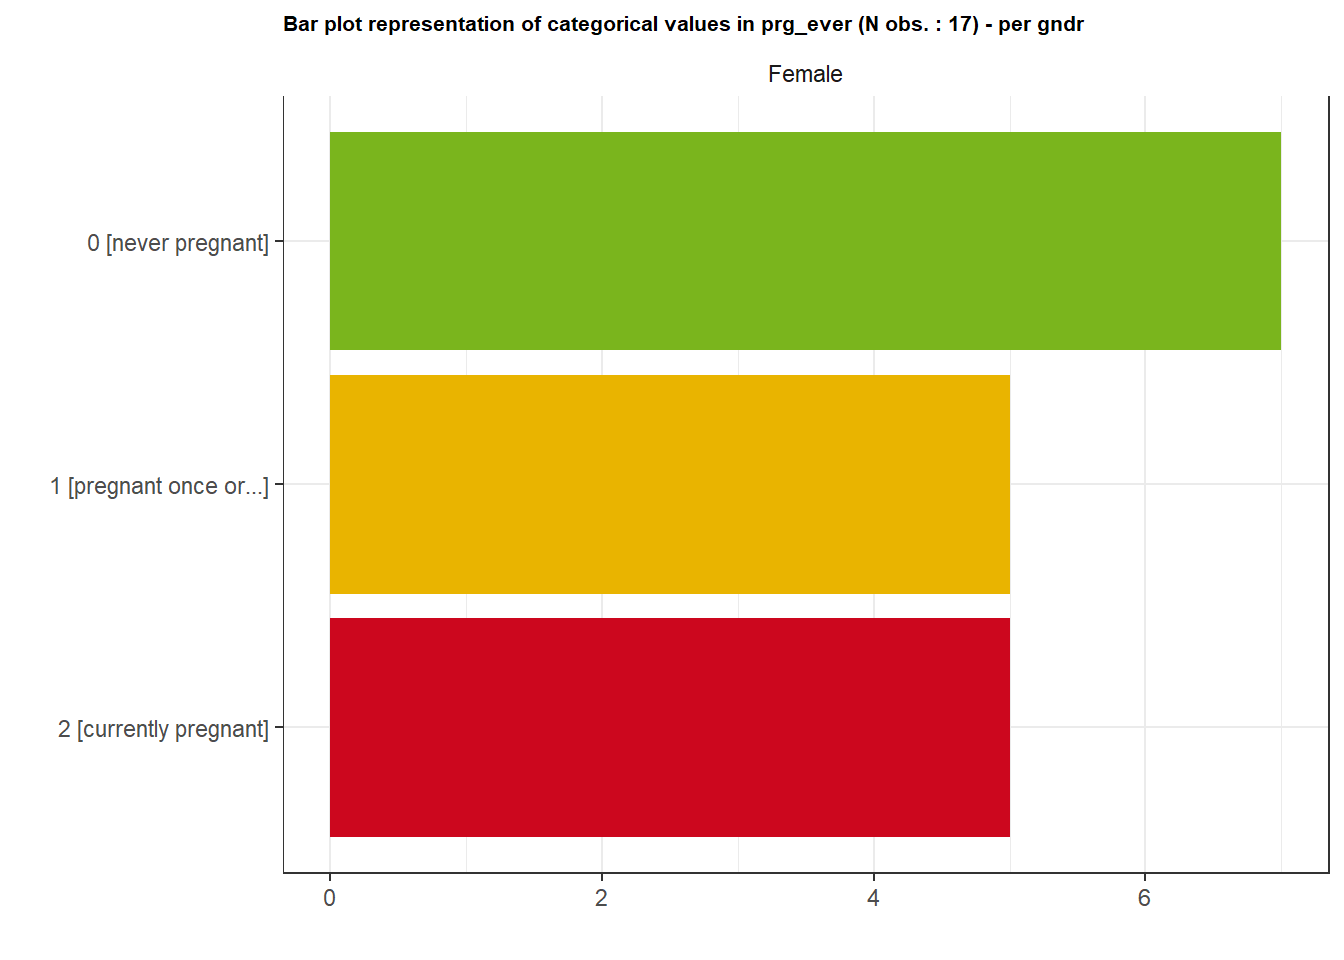 Bar plot representation of categorical values in prg_ever (N obs. : 17) - per gndr
Female
0 [never pregnant]
1 [pregnant once or...]
2 [currently pregnant]
0 2 4 6